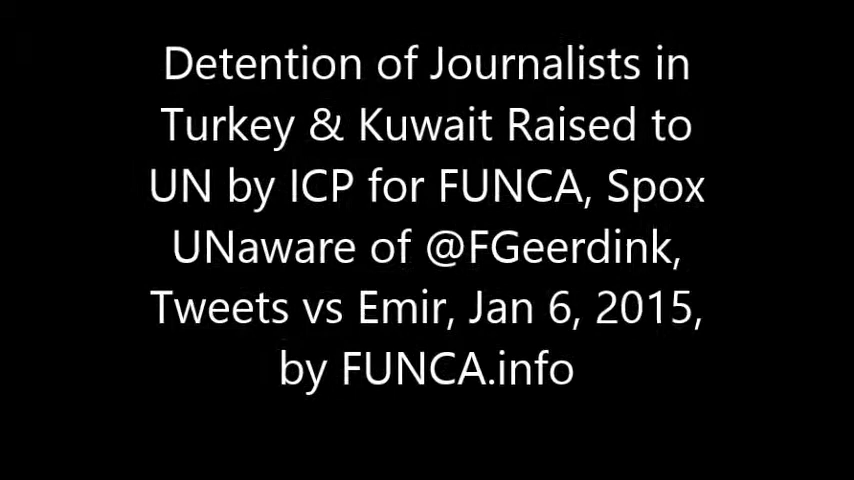 Detention of Journalists in
Turkey & Kuwait Raised to
UN by ICP for FUNCA, Spox
UNaware of @FGeerdink,
Tweets vs Emir, Jan 6, 2015,
by FUNCA.info